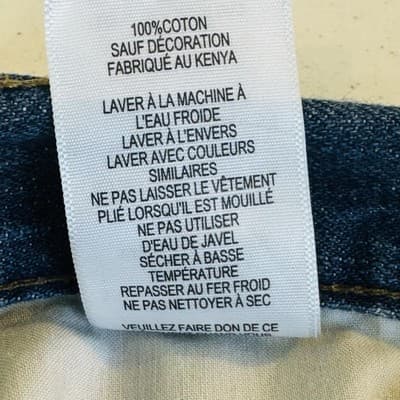 100%COTON
SAUF DÉCORATION
FABRIQUÉ AU KENYA
LAVER À LA MACHINE À
L'EAU FROIDE
LAVER À L'ENVERS
LAVER AVEC COULEURS
SIMILAIRES
NE PAS LAISSER LE VÊTEMENT
PLIÉ LORSQU'IL EST MOUILLÉ
NE PAS UTILISER
D'EAU DE JAVEL
SÉCHER À BASSE
TEMPÉRATURE
REPASSER AU FER FROID
NE PAS NETTOYER À SEC
VEUILLEZ FAIRE DON DE CE